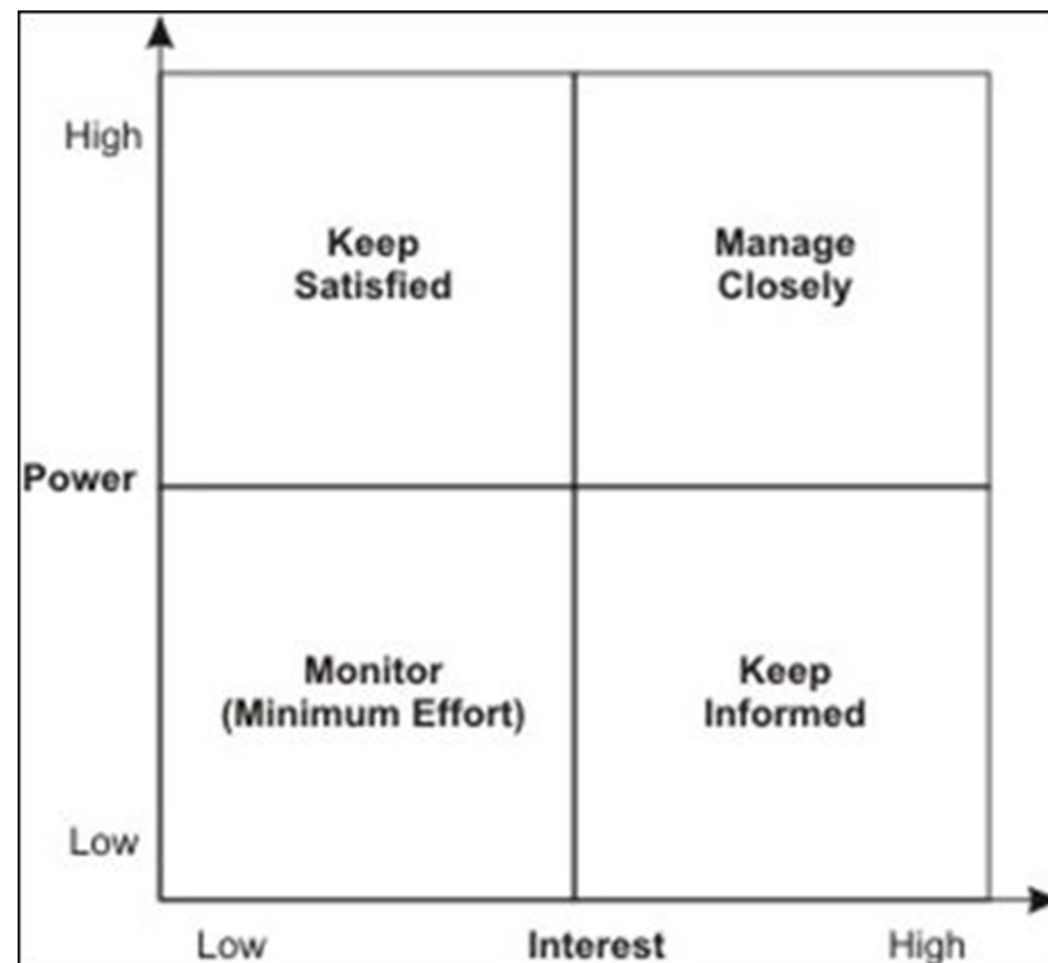 High
Keep
Satisfied
Manage
Closely
Power
Monitor
(Minimum Effort)
Keep
Informed
Low
Low
Interest
High